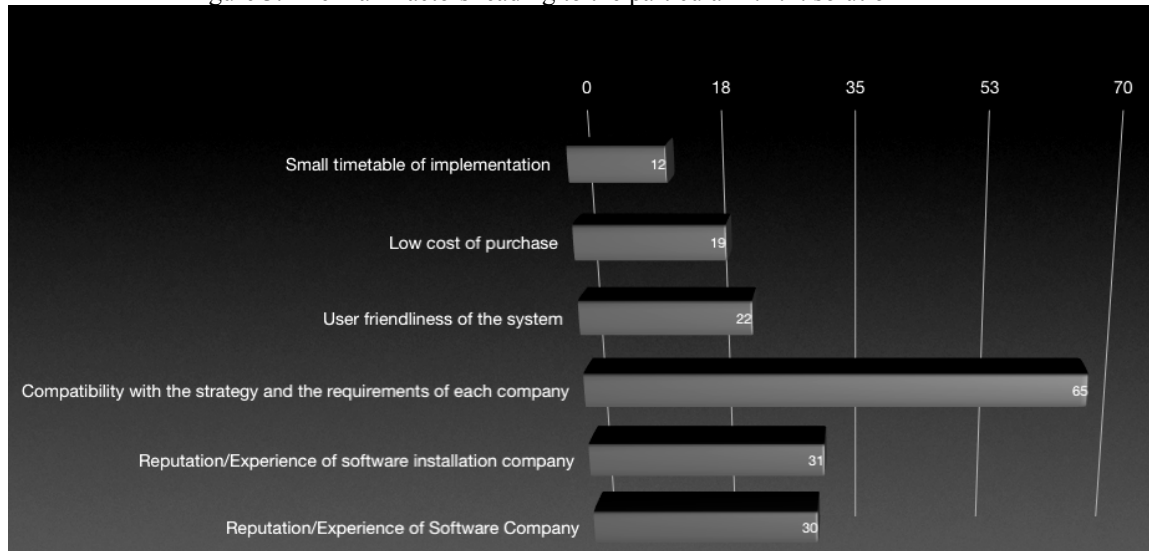 0 18 35 53 70
Small timetable of implementation 12
Low cost of purchase 19
User friendliness of the system 22
Compatibility with the strategy and the requirements of each company 65
Reputation/Experience of software installation company 31
Reputation/Experience of Software Company 30